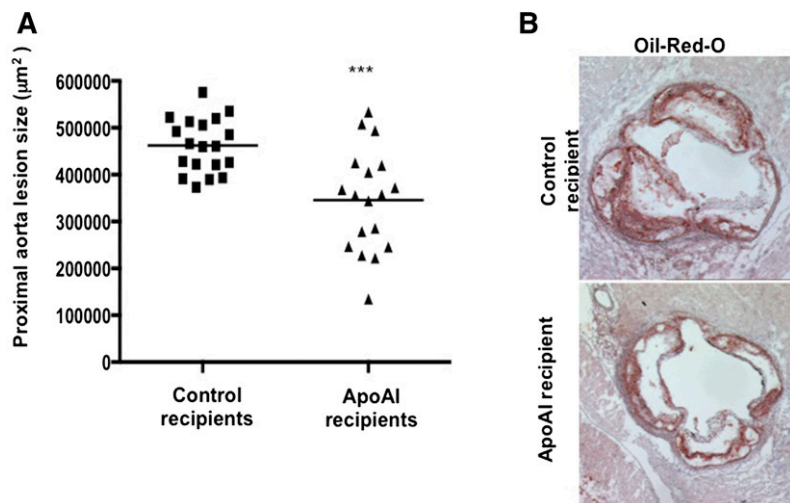 A
Proximal aorta lesion size (µm²)
600000
500000
400000
300000
200000
100000
0
***
Control
recipients
ApoAI
recipients
B
Oil-Red-O
Control
recipient
ApoAI recipient